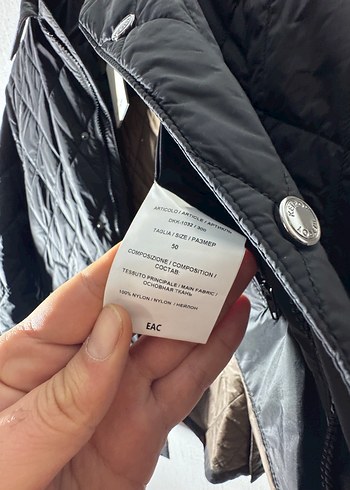 ARTICOLO / ARTICLE / АРТИКУЛ
TAGLIA / SIZE / РАЗМЕР
50
COMPOSIZIONE / COMPOSITION /
СОСТАВ
TESSUTO PRINCIPALE / MAIN FABRIC /
ОСНОВНАЯ ТКАНЬ
100% NYLON / NYLON / НЕЙЛОН
EAC